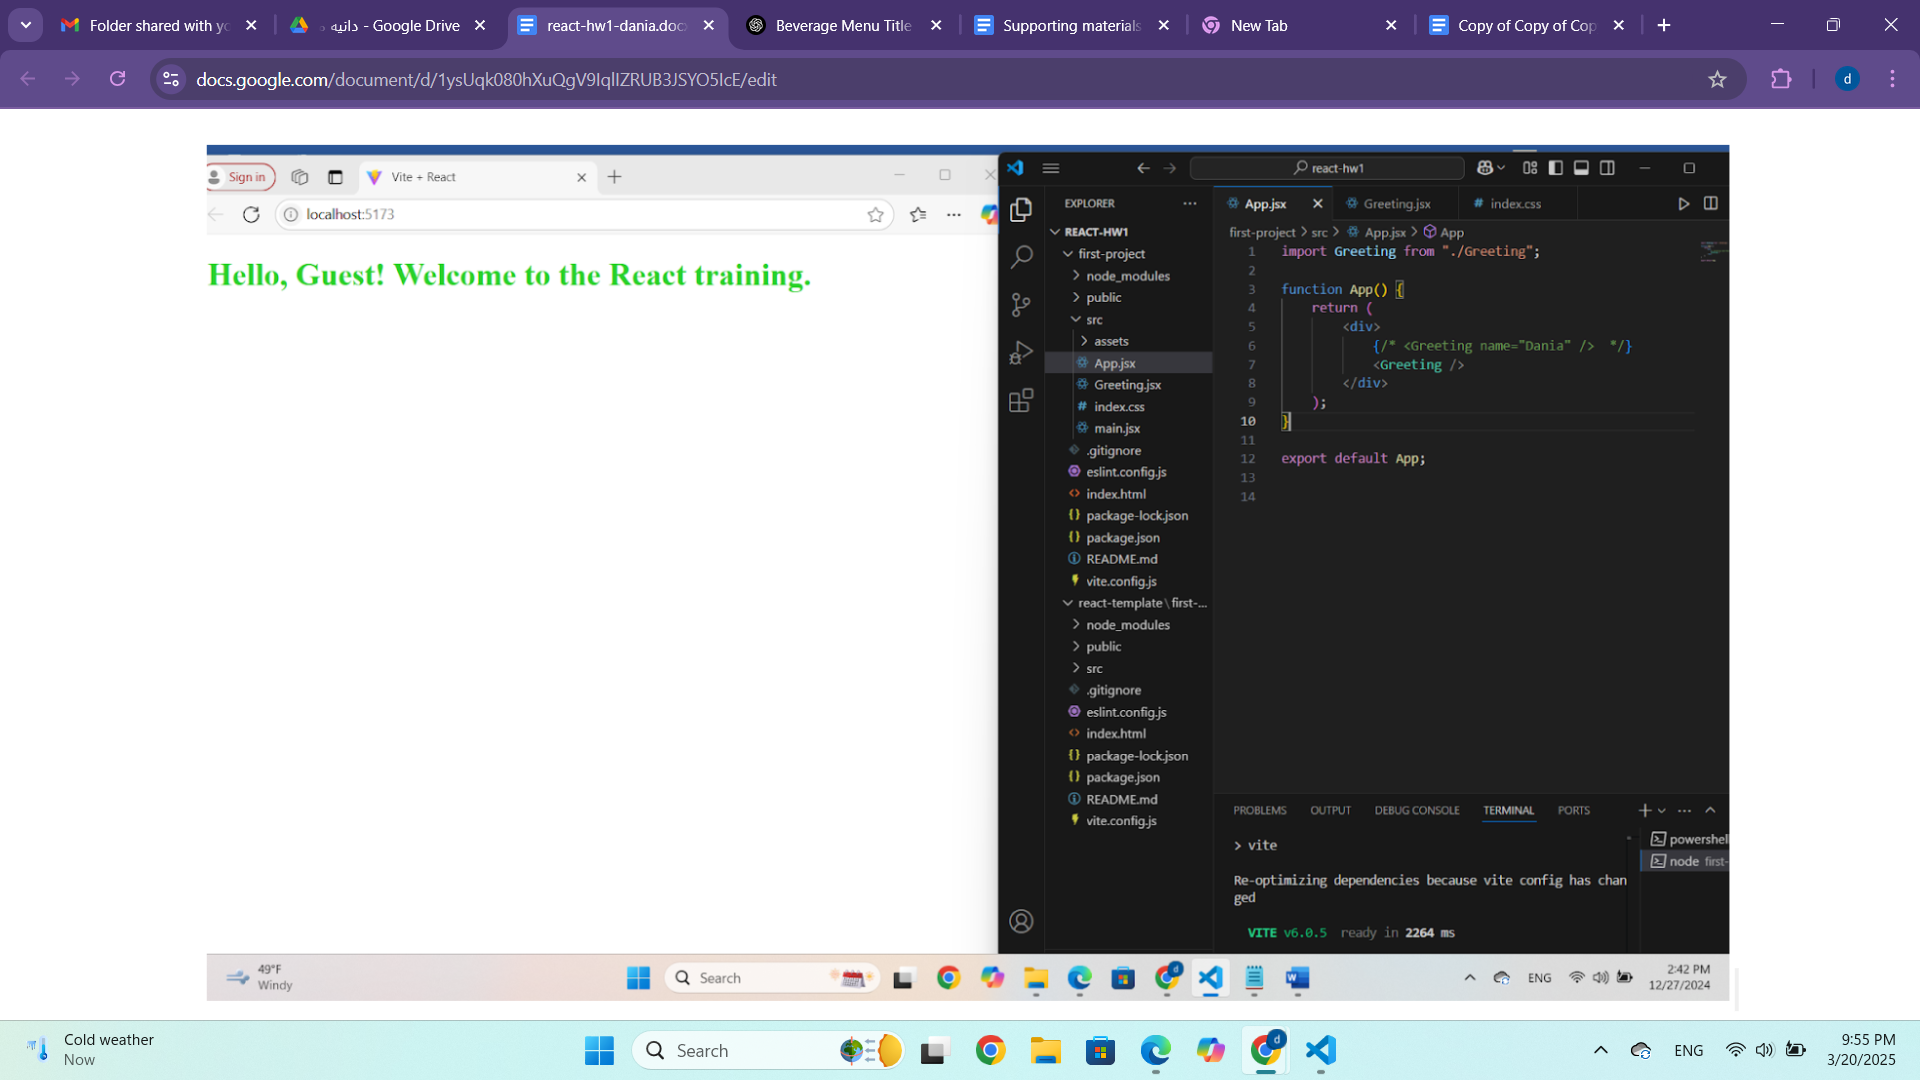 Folder shared with yo
دانيه - Google Drive
react-hw1-dania.docx
Beverage Menu Title
Supporting materials
New Tab
Copy of Copy of Cop
docs.google.com/document/d/1ysUqk080hXuQgV9IqlIZRUB3JSYO5IcE/edit
d
Sign in
Vite + React
localhost:5173
Hello, Guest! Welcome to the React training.
react-hw1
EXPLORER
REACT-HW1
first-project
node_modules
public
src
assets
App.jsx
Greeting.jsx
index.css
main.jsx
.gitignore
eslint.config.js
index.html
package-lock.json
package.json
README.md
vite.config.js
react-template\first-...
node_modules
public
src
.gitignore
eslint.config.js
index.html
package-lock.json
package.json
README.md
vite.config.js
App.jsx
Greeting.jsx
index.css
first-project > src > App.jsx > App
1 import Greeting from "./Greeting";
2
3 function App() {
4 return (
5 <div>
6 {/* <Greeting name="Dania" /> */}
7 <Greeting />
8 </div>
9 );
10 }
11
12 export default App;
13
14
PROBLEMS OUTPUT DEBUG CONSOLE TERMINAL PORTS
> vite
Re-optimizing dependencies because vite config has chan
ged
VITE v6.0.5 ready in 2264 ms
powershell
node first-
49°F
Windy
Search
ENG
2:42 PM
12/27/2024
Cold weather
Now
Search
d
ENG
9:55 PM
3/20/2025